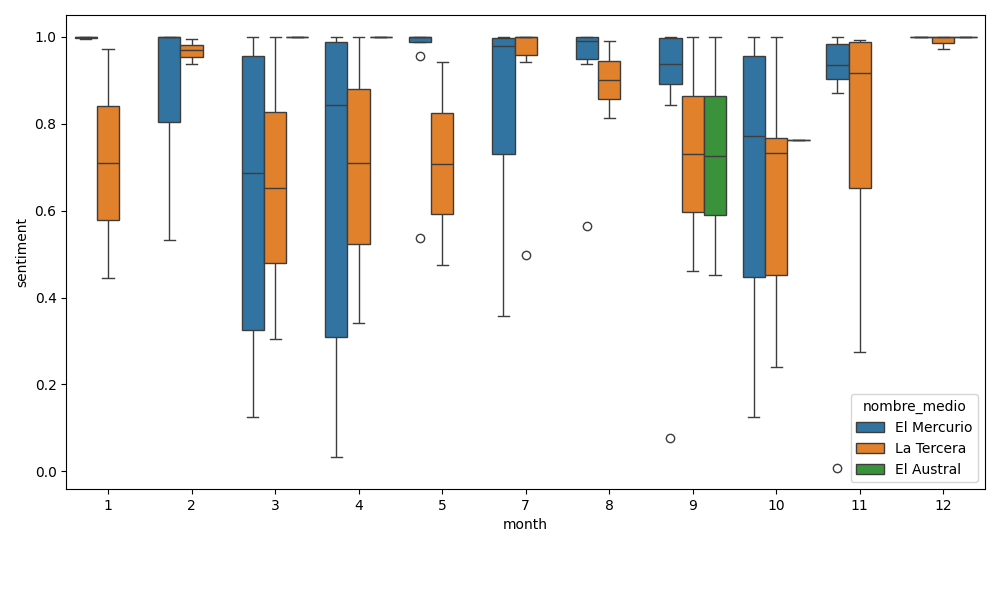 1.0
0.8
0.6
0.4
0.2
0.0
sentiment
1 2 3 4 5 7 8 9 10 11 12
month
nombre_medio
El Mercurio
La Tercera
El Austral